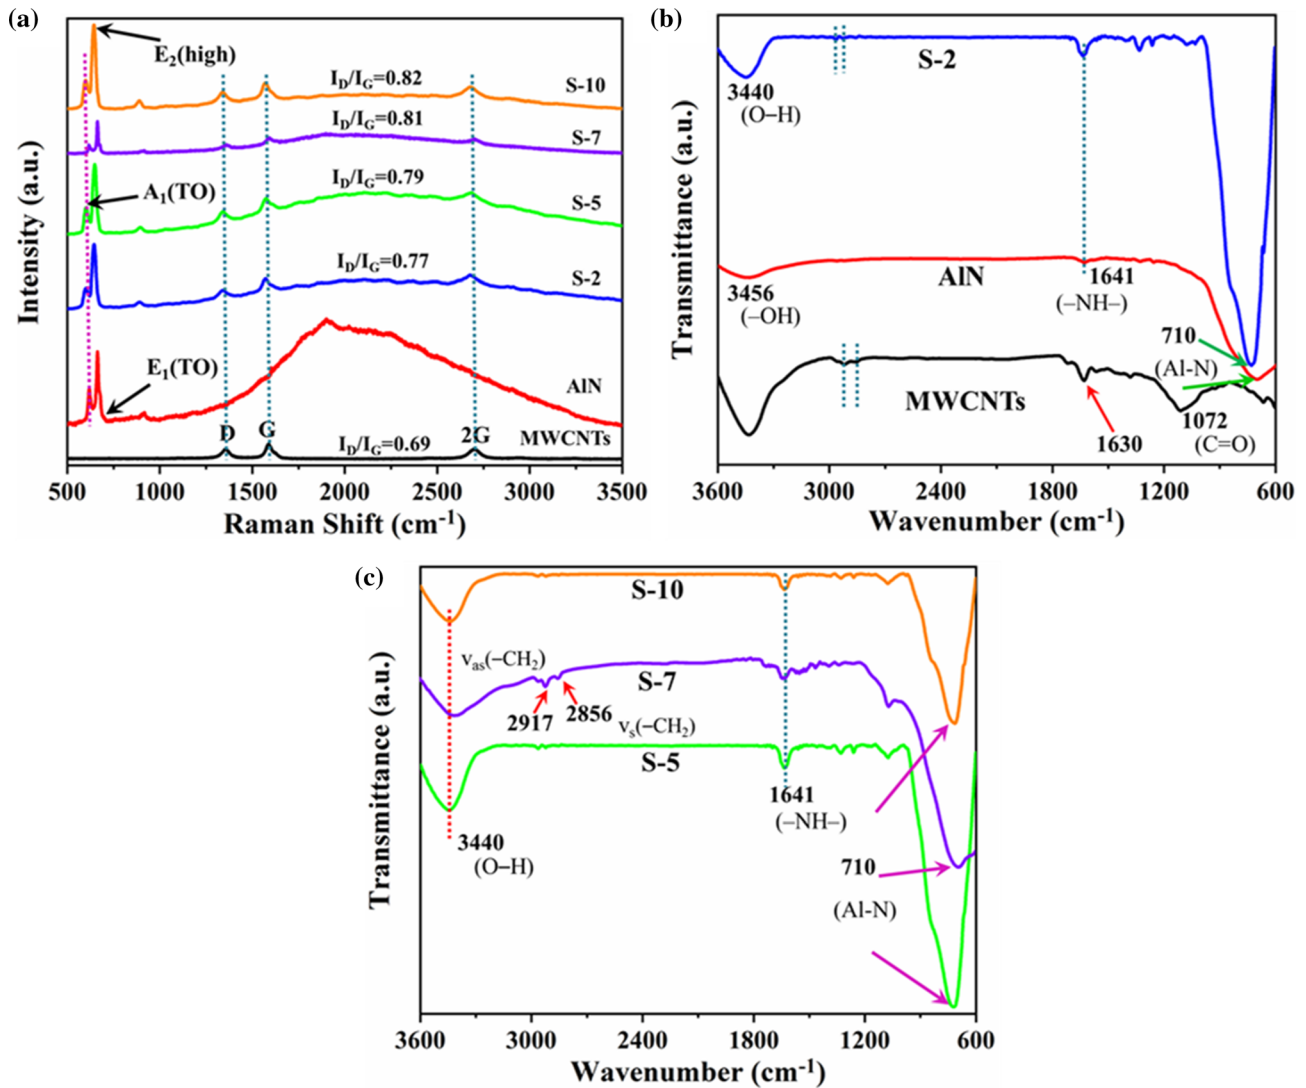 (a)
E2(high)
ID/IG=0.82
S-10
ID/IG=0.81
S-7
A1(TO)
ID/IG=0.79
S-5
ID/IG=0.77
S-2
E1(TO)
AlN
D
G
2G
ID/IG=0.69
MWCNTs
Intensity (a.u.)
500 1000 1500 2000 2500 3000 3500
Raman Shift (cm-1)
(b)
S-2
3440
(O−H)
AlN
3456
(−OH)
1641
(−NH−)
710
(Al-N)
MWCNTs
1630
1072
(C=O)
Transmittance (a.u.)
3600 3000 2400 1800 1200 600
Wavenumber (cm-1)
(c)
S-10
vas(−CH2)
S-7
2917
2856
vs(−CH2)
S-5
1641
(−NH−)
3440
(O−H)
710
(Al-N)
Transmittance (a.u.)
3600 3000 2400 1800 1200 600
Wavenumber (cm-1)